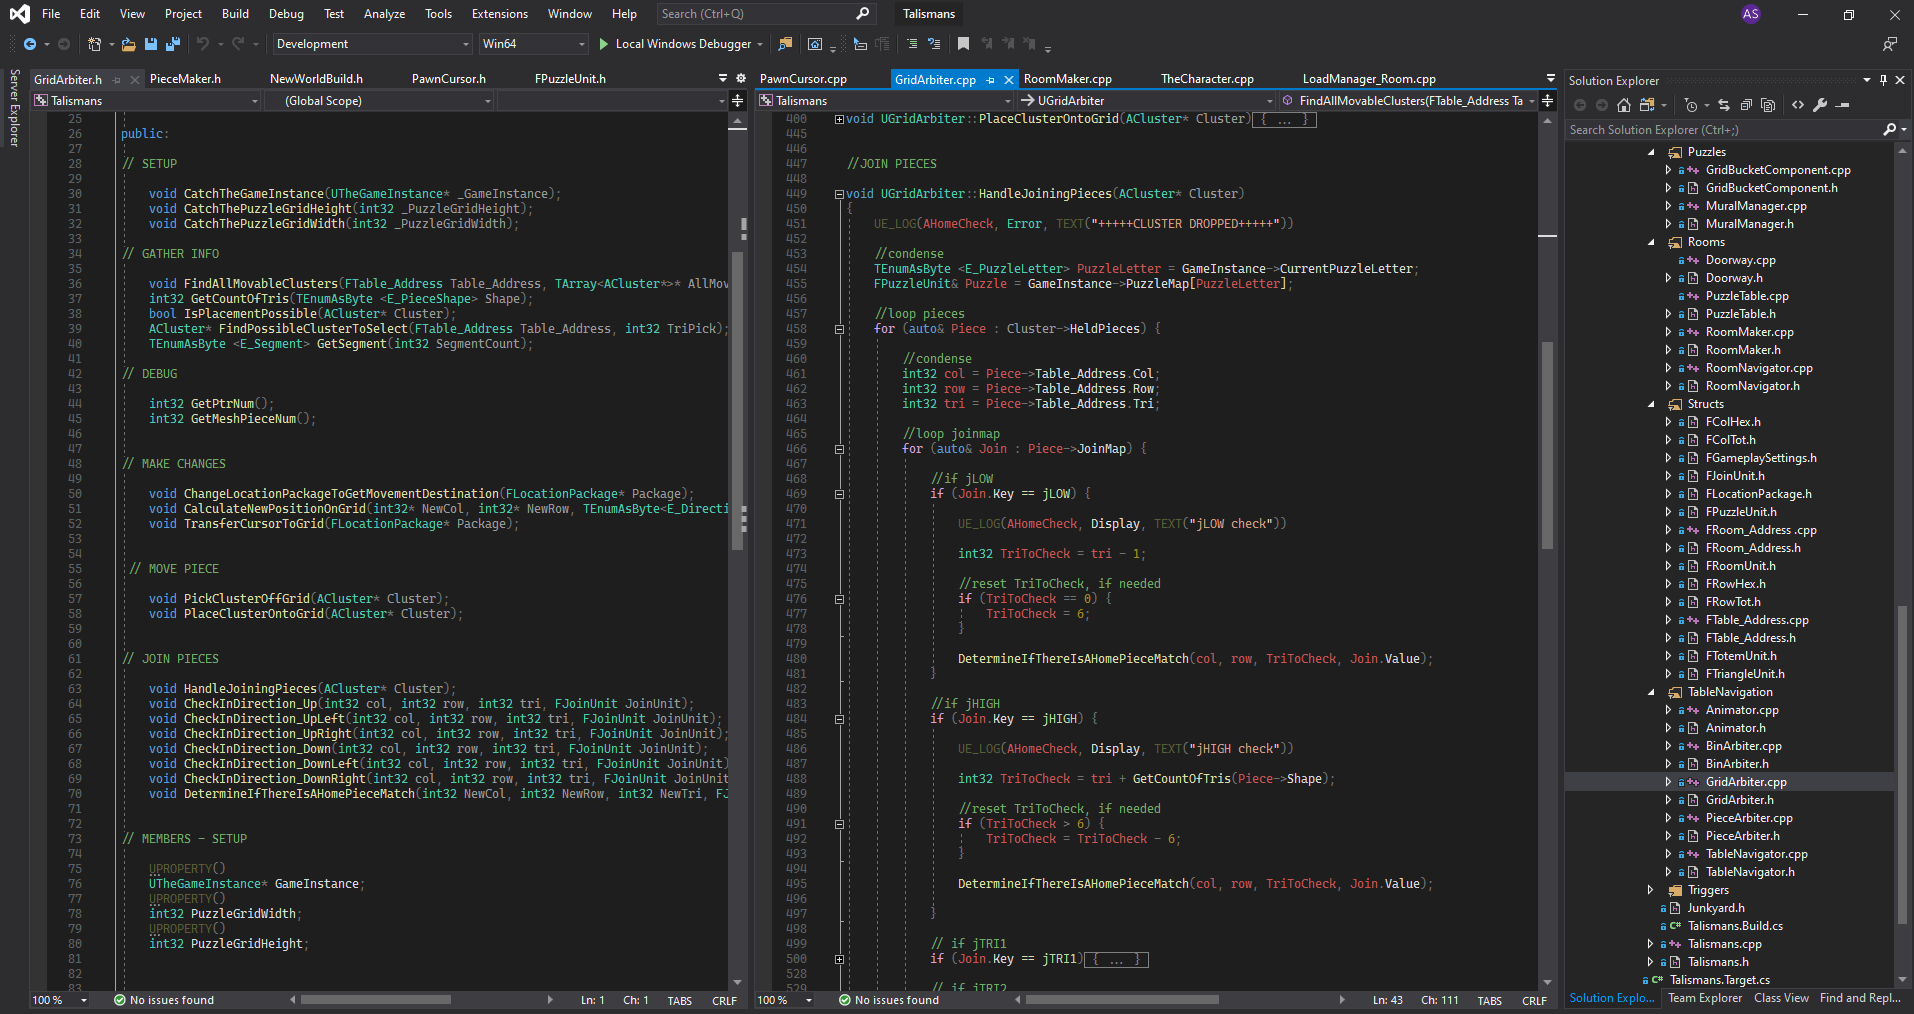 File Edit View Project Build Debug Test Analyze Tools Extensions Window Help Search (Ctrl+Q) Talismans AS
Development Win64 Local Windows Debugger
Server Explorer
GridArbiter.h PieceMaker.h NewWorldBuild.h PawnCursor.h FPuzzleUnit.h
Talismans (Global Scope)
25
26 public:
27
28 // SETUP
29
30 void CatchTheGameInstance(UTheGameInstance* _GameInstance);
31 void CatchThePuzzleGridHeight(int32 _PuzzleGridHeight);
32 void CatchThePuzzleGridWidth(int32 _PuzzleGridWidth);
33
34 // GATHER INFO
35
36 void FindAllMovableClusters(FTable_Address Table_Address, TArray<ACluster*>* AllMov
37 int32 GetCountOfTris(TEnumAsByte <E_PieceShape> Shape);
38 bool IsPlacementPossible(ACluster* Cluster);
39 ACluster* FindPossibleClusterToSelect(FTable_Address Table_Address, int32 TriPick);
40 TEnumAsByte <E_Segment> GetSegment(int32 SegmentCount);
41
42 // DEBUG
43
44 int32 GetPtrNum();
45 int32 GetMeshPieceNum();
46
47
48 // MAKE CHANGES
49
50 void ChangeLocationPackageToGetMovementDestination(FLocationPackage* Package);
51 void CalculateNewPositionOnGrid(int32* NewCol, int32* NewRow, TEnumAsByte<E_Directi
52 void TransferCursorToGrid(FLocationPackage* Package);
53
54
55 // MOVE PIECE
56
57 void PickClusterOffGrid(ACluster* Cluster);
58 void PlaceClusterOntoGrid(ACluster* Cluster);
59
60
61 // JOIN PIECES
62
63 void HandleJoiningPieces(ACluster* Cluster);
64 void CheckInDirection_Up(int32 col, int32 row, int32 tri, FJoinUnit JoinUnit);
65 void CheckInDirection_UpLeft(int32 col, int32 row, int32 tri, FJoinUnit JoinUnit);
66 void CheckInDirection_UpRight(int32 col, int32 row, int32 tri, FJoinUnit JoinUnit);
67 void CheckInDirection_Down(int32 col, int32 row, int32 tri, FJoinUnit JoinUnit);
68 void CheckInDirection_DownLeft(int32 col, int32 row, int32 tri, FJoinUnit JoinUnit)
69 void CheckInDirection_DownRight(int32 col, int32 row, int32 tri, FJoinUnit JoinUnit
70 void DetermineIfThereIsAHomePieceMatch(int32 NewCol, int32 NewRow, int32 NewTri, FJ
71
72
73 // MEMBERS - SETUP
74
75 UPROPERTY()
76 UTheGameInstance* GameInstance;
77 UPROPERTY()
78 int32 PuzzleGridWidth;
79 UPROPERTY()
80 int32 PuzzleGridHeight;
81
82
83
100 % No issues found Ln: 1 Ch: 1 TABS CRLF
PawnCursor.cpp GridArbiter.cpp RoomMaker.cpp TheCharacter.cpp LoadManager_Room.cpp
Talismans UGridArbiter FindAllMovableClusters(FTable_Address Ta
400 void UGridArbiter::PlaceClusterOntoGrid(ACluster* Cluster){ ... }
445
446
447 //JOIN PIECES
448
449 void UGridArbiter::HandleJoiningPieces(ACluster* Cluster)
450 {
451 UE_LOG(AHomeCheck, Error, TEXT("+++++CLUSTER DROPPED+++++"))
452
453 //condense
454 TEnumAsByte <E_PuzzleLetter> PuzzleLetter = GameInstance->CurrentPuzzleLetter;
455 FPuzzleUnit& Puzzle = GameInstance->PuzzleMap[PuzzleLetter];
456
457 //loop pieces
458 for (auto& Piece : Cluster->HeldPieces) {
459
460 //condense
461 int32 col = Piece->Table_Address.Col;
462 int32 row = Piece->Table_Address.Row;
463 int32 tri = Piece->Table_Address.Tri;
464
465 //loop joinmap
466 for (auto& Join : Piece->JoinMap) {
467
468 //if jLOW
469 if (Join.Key == jLOW) {
470
471 UE_LOG(AHomeCheck, Display, TEXT("jLOW check"))
472
473 int32 TriToCheck = tri - 1;
474
475 //reset TriToCheck, if needed
476 if (TriToCheck == 0) {
477 TriToCheck = 6;
478 }
479
480 DetermineIfThereIsAHomePieceMatch(col, row, TriToCheck, Join.Value);
481 }
482
483 //if jHIGH
484 if (Join.Key == jHIGH) {
485
486 UE_LOG(AHomeCheck, Display, TEXT("jHIGH check"))
487
488 int32 TriToCheck = tri + GetCountOfTris(Piece->Shape);
489
490 //reset TriToCheck, if needed
491 if (TriToCheck > 6) {
492 TriToCheck = TriToCheck - 6;
493 }
494
495 DetermineIfThereIsAHomePieceMatch(col, row, TriToCheck, Join.Value);
496
497 }
498
499 // if jTRI1
500 if (Join.Key == jTRI1){ ... }
528
529 // if jTRI2
100 % No issues found Ln: 43 Ch: 111 TABS CRLF
Solution Explorer
Search Solution Explorer (Ctrl+;)
Puzzles
GridBucketComponent.cpp
GridBucketComponent.h
MuralManager.cpp
MuralManager.h
Rooms
Doorway.cpp
Doorway.h
PuzzleTable.cpp
PuzzleTable.h
RoomMaker.cpp
RoomMaker.h
RoomNavigator.cpp
RoomNavigator.h
Structs
FColHex.h
FColTot.h
FGameplaySettings.h
FJoinUnit.h
FLocationPackage.h
FPuzzleUnit.h
FRoom_Address .cpp
FRoom_Address.h
FRoomUnit.h
FRowHex.h
FRowTot.h
FTable_Address.cpp
FTable_Address.h
FTotemUnit.h
FTriangleUnit.h
TableNavigation
Animator.cpp
Animator.h
BinArbiter.cpp
BinArbiter.h
GridArbiter.cpp
GridArbiter.h
PieceArbiter.cpp
PieceArbiter.h
TableNavigator.cpp
TableNavigator.h
Triggers
Junkyard.h
Talismans.Build.cs
Talismans.cpp
Talismans.h
Talismans.Target.cs
Solution Explo... Team Explorer Class View Find and Repl...